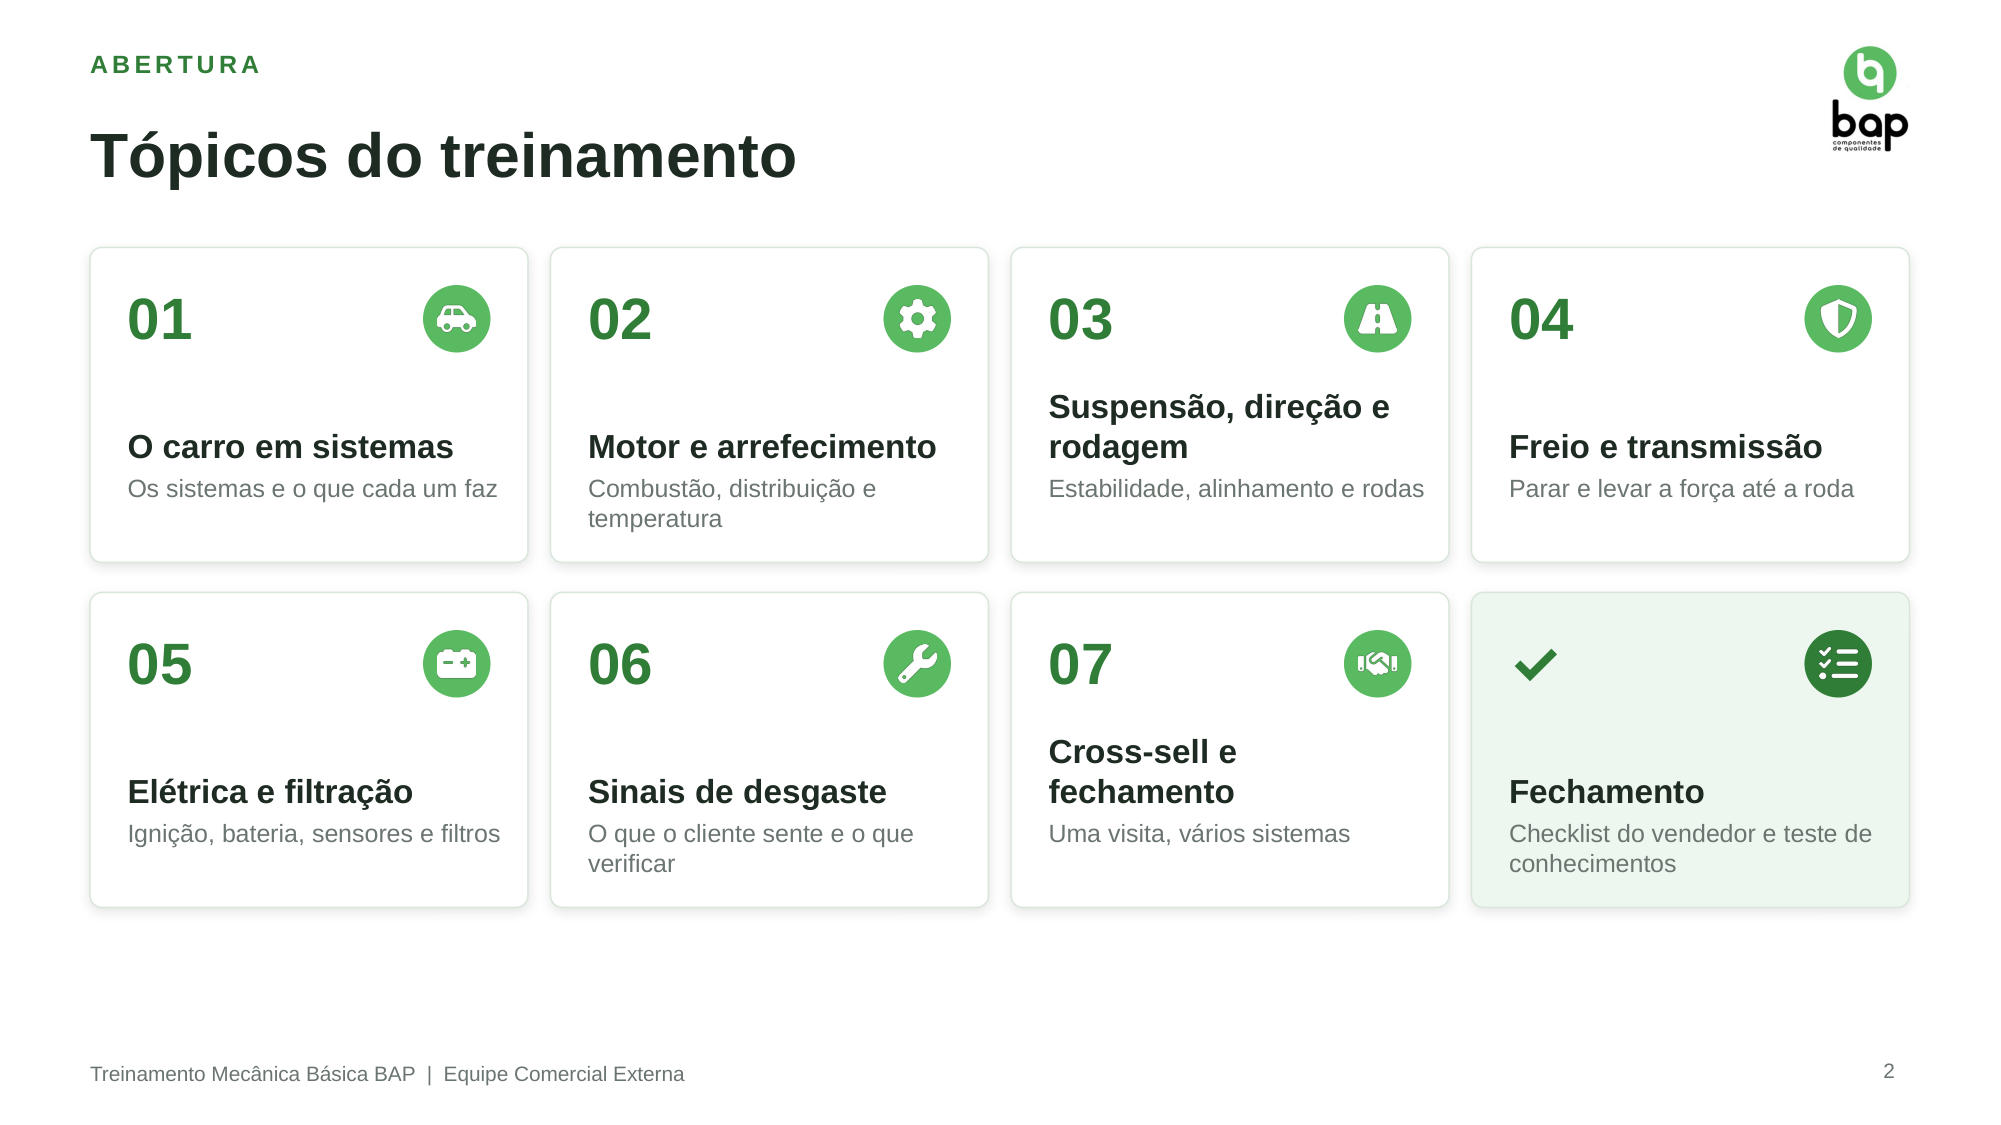 ABERTURA
bap
componentes
de qualidade
Tópicos do treinamento
01
O carro em sistemas
Os sistemas e o que cada um faz
02
Motor e arrefecimento
Combustão, distribuição e
temperatura
03
Suspensão, direção e
rodagem
Estabilidade, alinhamento e rodas
04
Freio e transmissão
Parar e levar a força até a roda
05
Elétrica e filtração
Ignição, bateria, sensores e filtros
06
Sinais de desgaste
O que o cliente sente e o que
verificar
07
Cross-sell e
fechamento
Uma visita, vários sistemas
Fechamento
Checklist do vendedor e teste de
conhecimentos
Treinamento Mecânica Básica BAP | Equipe Comercial Externa
2